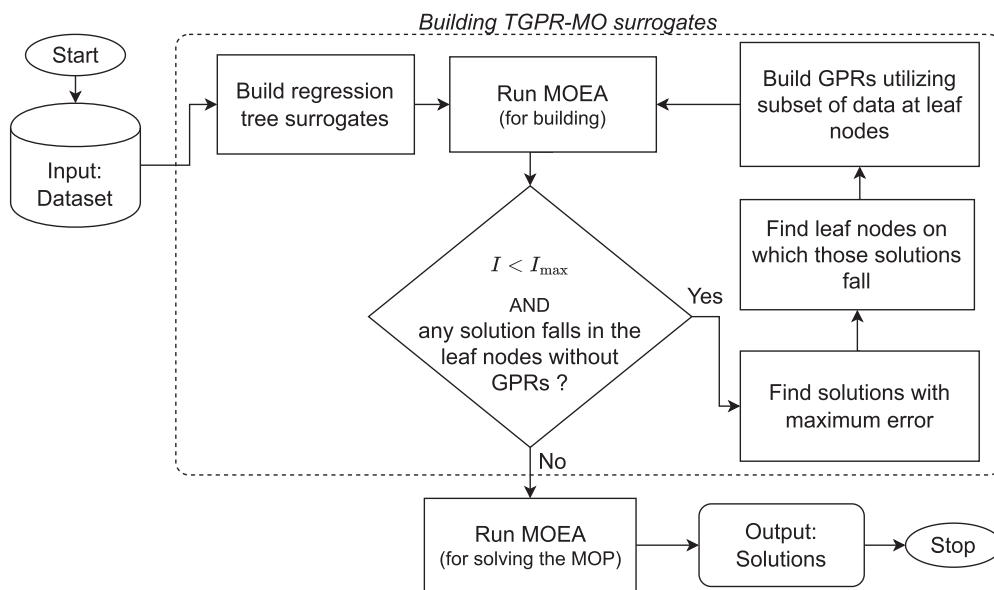 Building TGPR-MO surrogates
Start
Input:
Dataset
Build regression
tree surrogates
Run MOEA
(for building)
Build GPRs utilizing
subset of data at leaf
nodes
I < Imax
AND
any solution falls in the
leaf nodes without
GPRs ?
Yes
Find leaf nodes on
which those solutions
fall
Find solutions with
maximum error
No
Run MOEA
(for solving the MOP)
Output:
Solutions
Stop